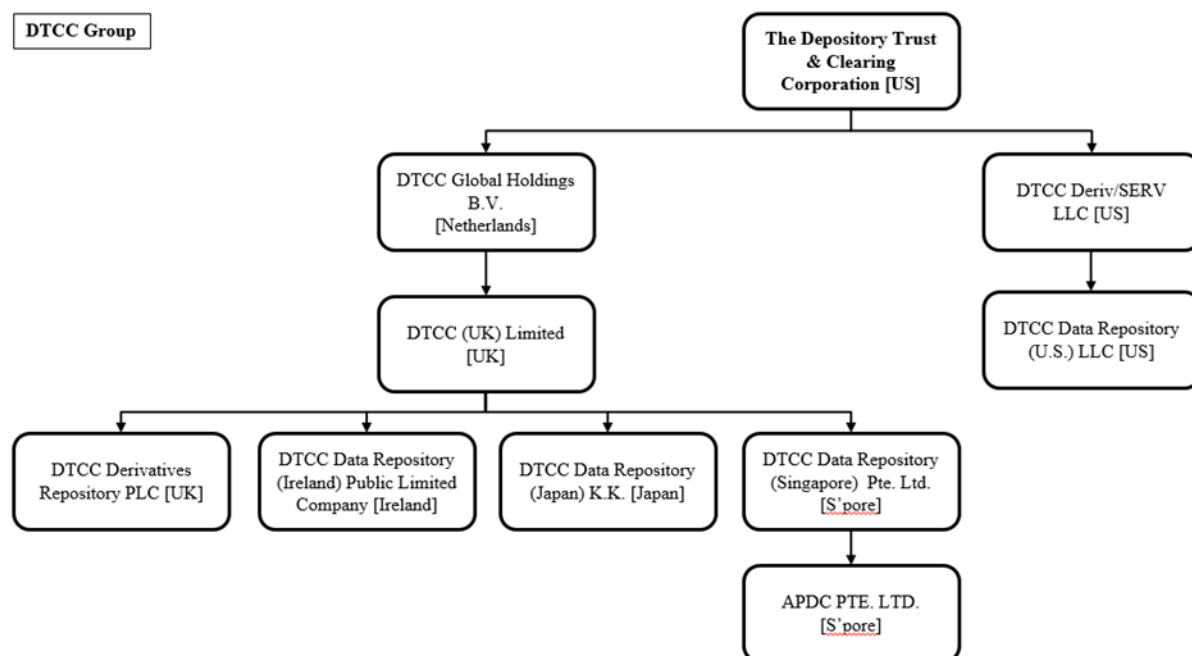 DTCC Group
The Depository Trust
& Clearing
Corporation [US]
DTCC Global Holdings
B.V.
[Netherlands]
DTCC Deriv/SERV
LLC [US]
DTCC (UK) Limited
[UK]
DTCC Data Repository
(U.S.) LLC [US]
DTCC Derivatives
Repository PLC [UK]
DTCC Data Repository
(Ireland) Public Limited
Company [Ireland]
DTCC Data Repository
(Japan) K.K. [Japan]
DTCC Data Repository
(Singapore) Pte. Ltd.
[S’pore]
APDC PTE. LTD.
[S’pore]